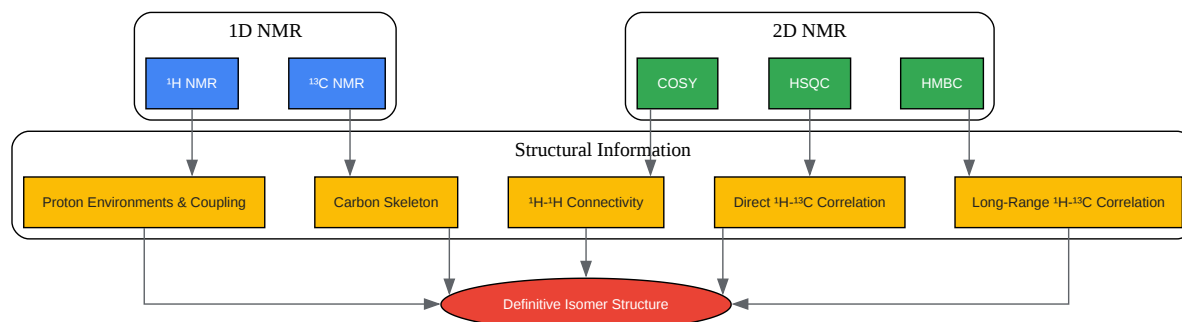 1D NMR
2D NMR
¹H NMR
¹³C NMR
COSY
HSQC
HMBC
Structural Information
Proton Environments & Coupling
Carbon Skeleton
¹H-¹H Connectivity
Direct ¹H-¹³C Correlation
Long-Range ¹H-¹³C Correlation
Definitive Isomer Structure